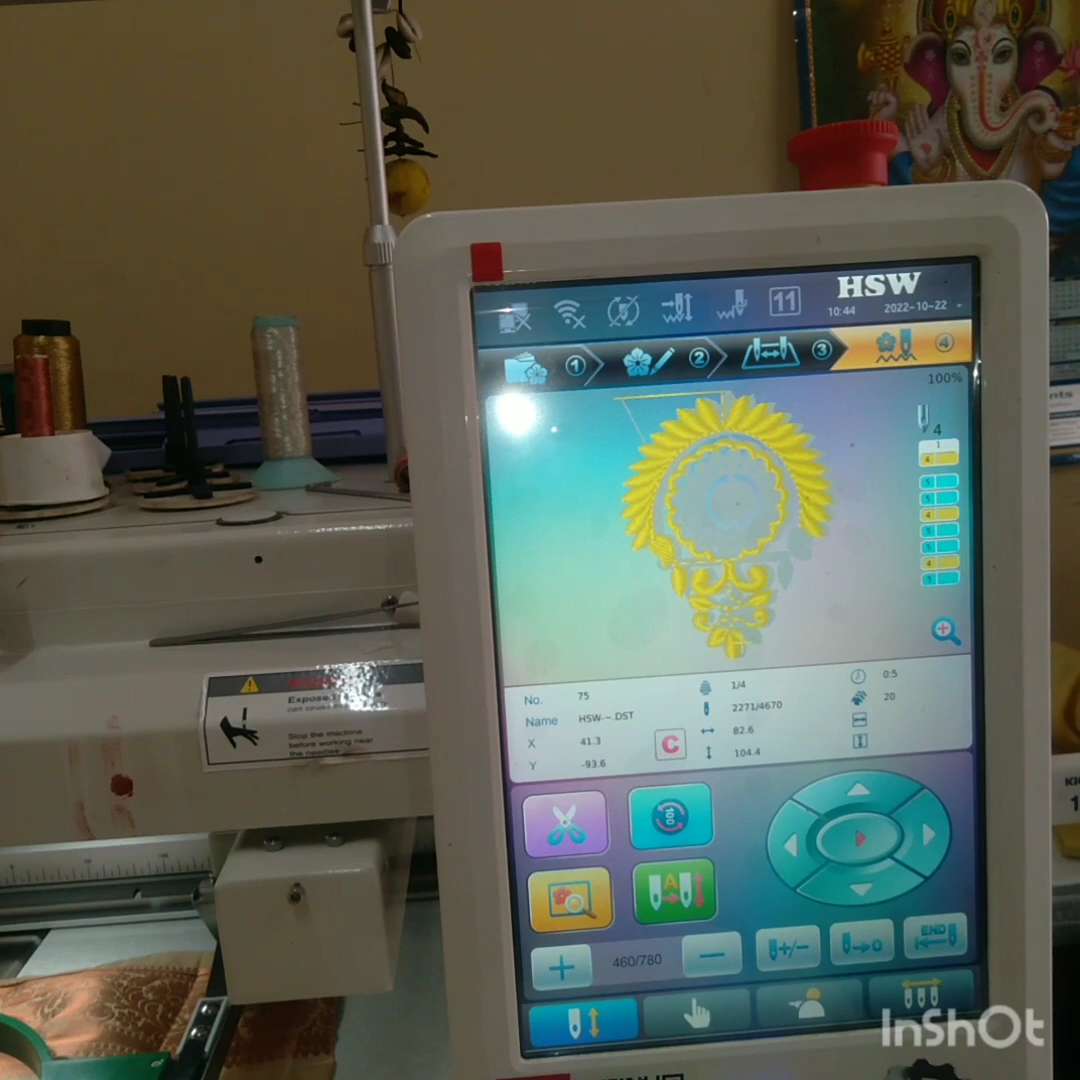 HSW
11
10:44 2022-10-22
1 2 3 4
100%
4
1
4
5
5
4
5
5
4
5
No. 75 1/4 0:5
Name HSW-~.DST 2271/4670 20
X 41.3 C 82.6
Y -93.6 104.4
100
A
460/780
+/-
END
Exposed
Stop the machine
before working near
the needles
InShOt